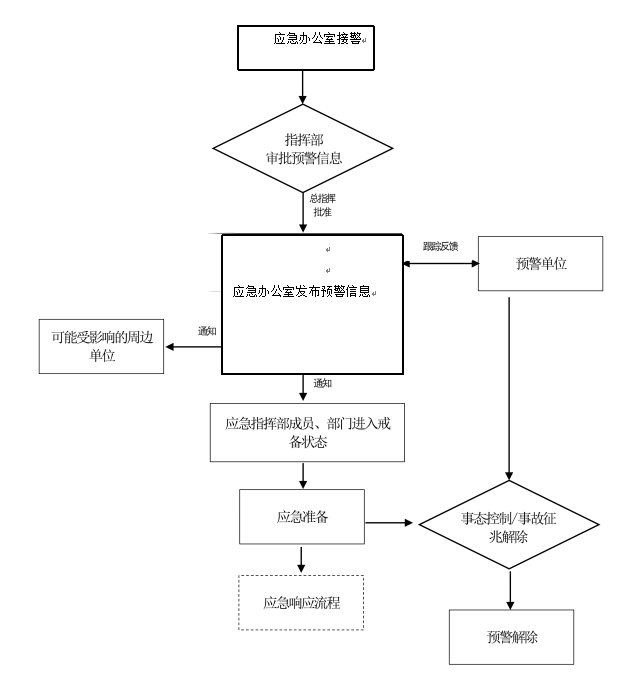 应急办公室接警
指挥部
审批预警信息
总指挥
批准
跟踪反馈
预警单位
应急办公室发布预警信息
通知
可能受影响的周边
单位
通知
应急指挥部成员、部门进入戒
备状态
应急准备
事态控制/事故征
兆解除
应急响应流程
预警解除